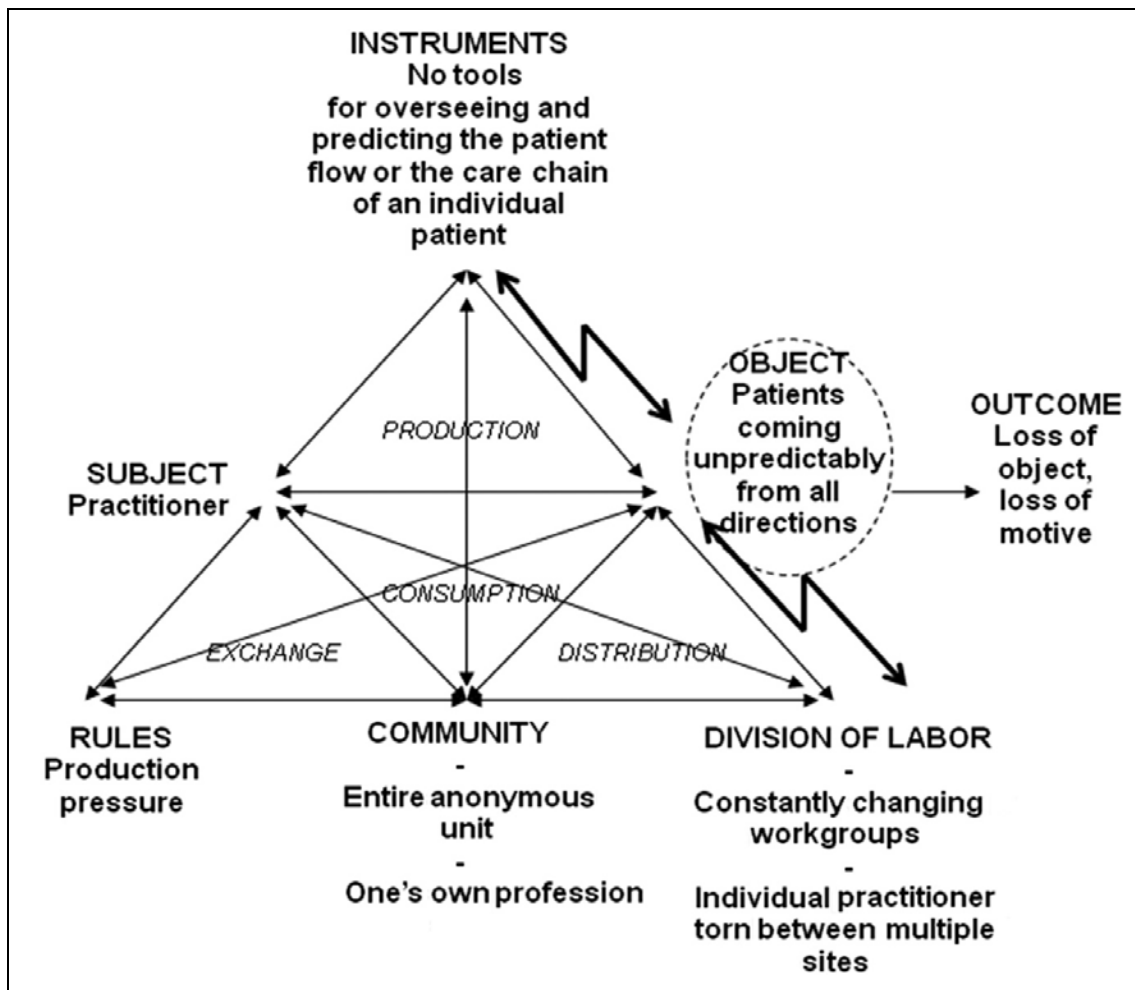 INSTRUMENTS
No tools
for overseeing and
predicting the patient
flow or the care chain
of an individual
patient
OBJECT
Patients
coming
unpredictably
from all
directions
OUTCOME
Loss of
object,
loss of
motive
PRODUCTION
SUBJECT
Practitioner
CONSUMPTION
EXCHANGE
DISTRIBUTION
RULES
Production
pressure
COMMUNITY
-
Entire anonymous
unit
-
One's own profession
DIVISION OF LABOR
-
Constantly changing
workgroups
-
Individual practitioner
torn between multiple
sites